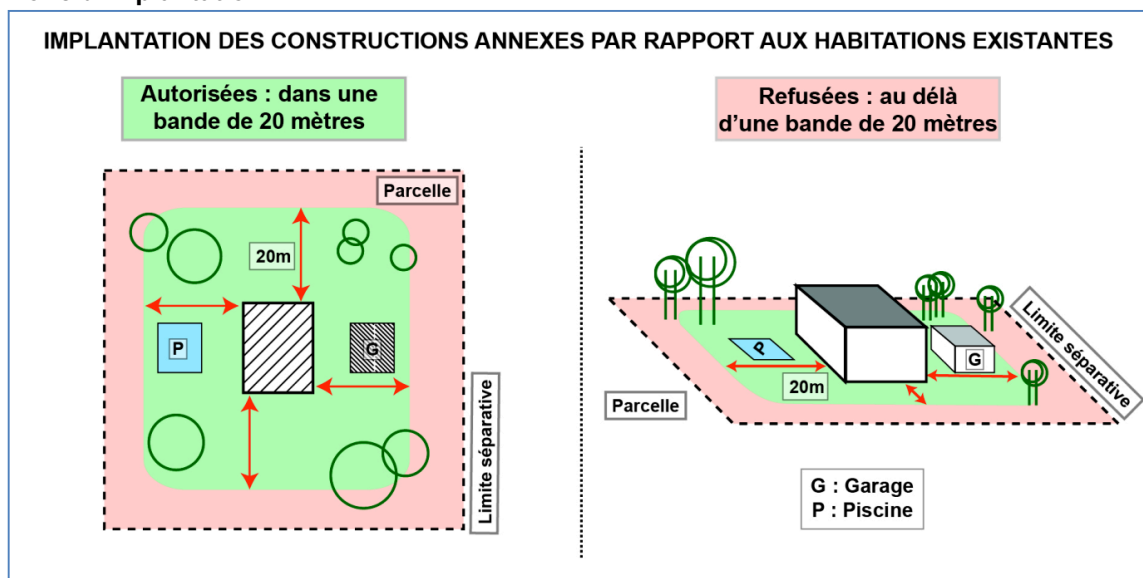 IMPLANTATION DES CONSTRUCTIONS ANNEXES PAR RAPPORT AUX HABITATIONS EXISTANTES
Autorisées : dans une
bande de 20 mètres
Refusées : au délà
d'une bande de 20 mètres
Parcelle
20m
P
G
Limite séparative
Limite séparative
P
G
20m
Parcelle
G : Garage
P : Piscine